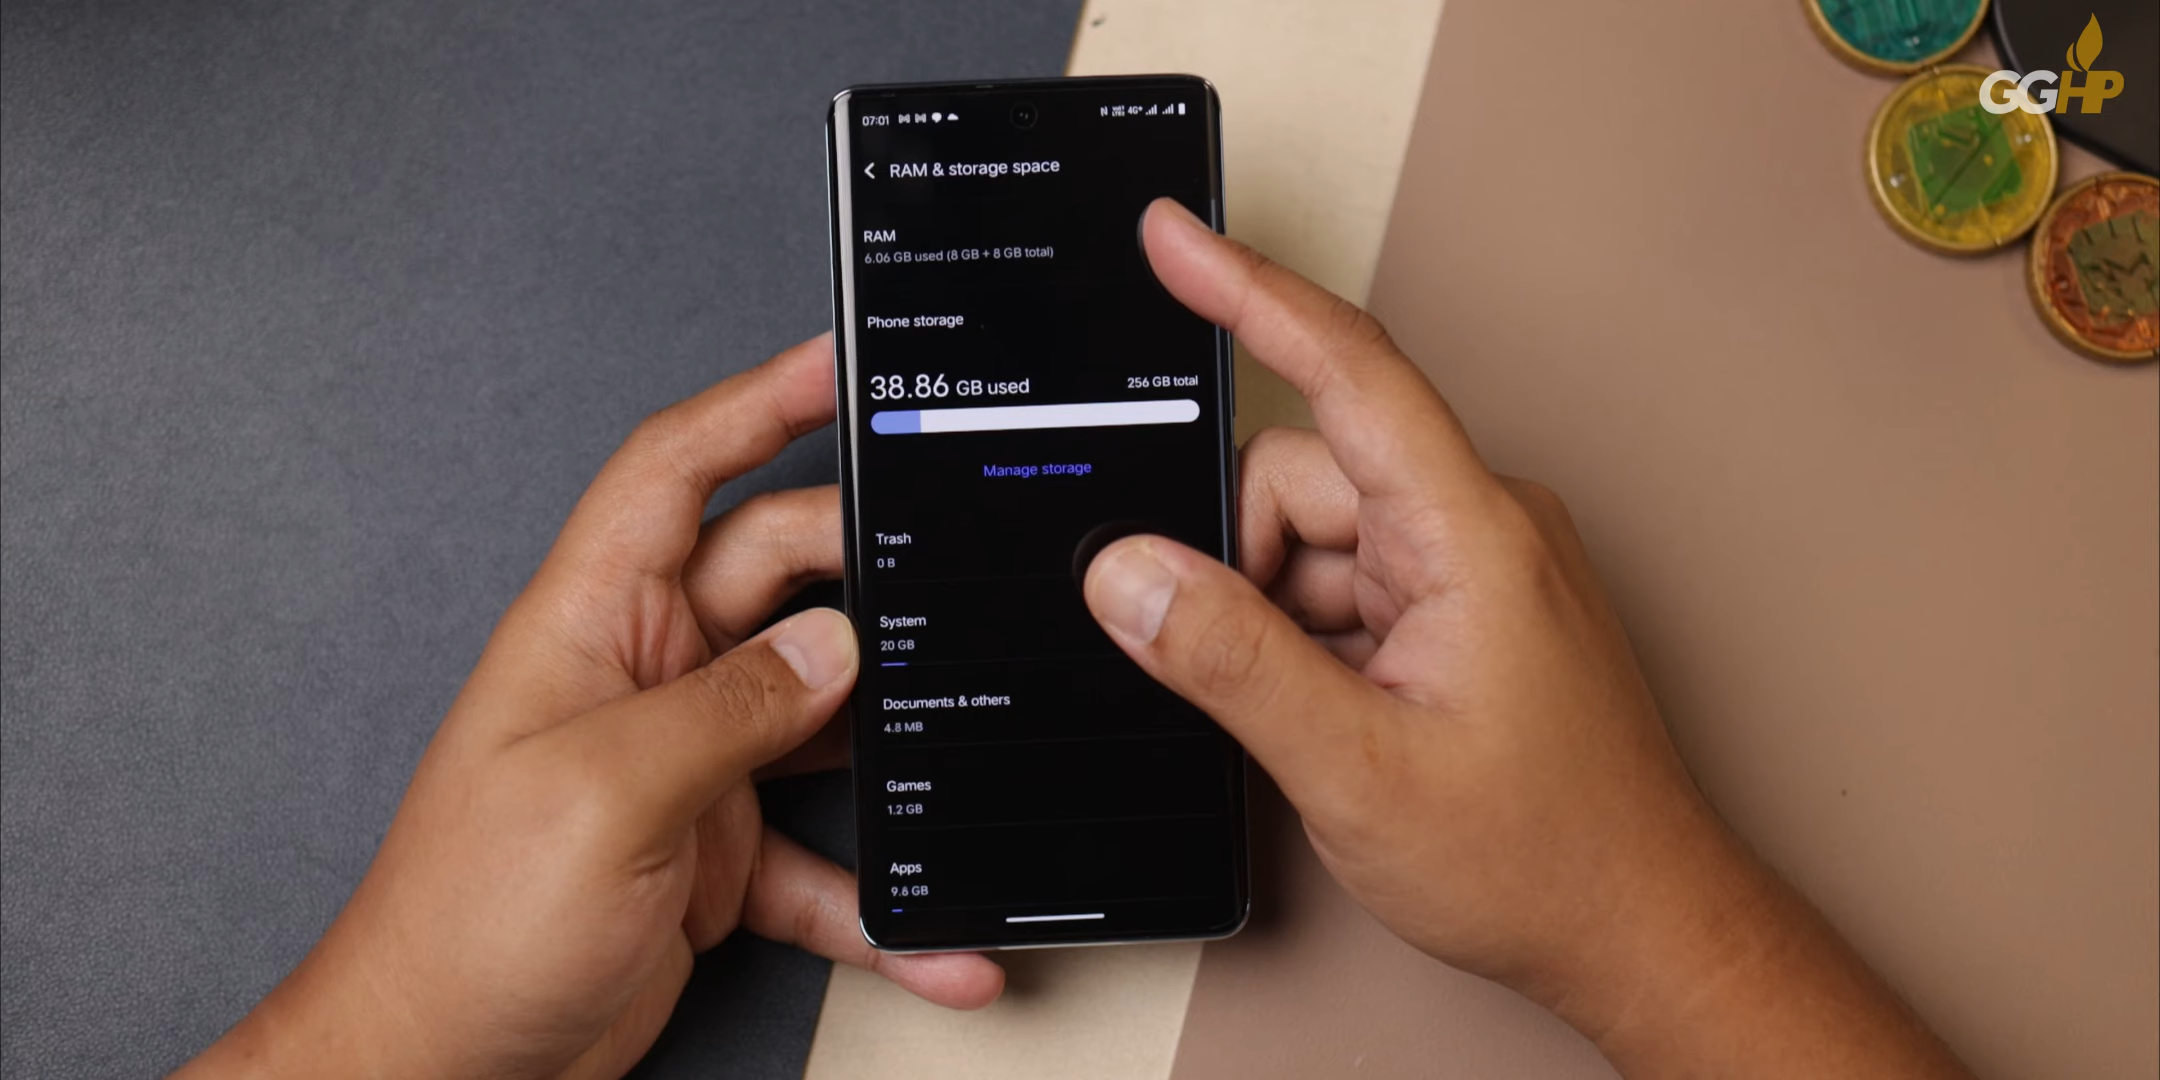 GGHP
07:01
4G+
RAM & storage space
RAM
6.06 GB used (8 GB + 8 GB total)
Phone storage
38.86 GB used
256 GB total
Manage storage
Trash
0 B
System
20 GB
Documents & others
4.8 MB
Games
1.2 GB
Apps
9.8 GB